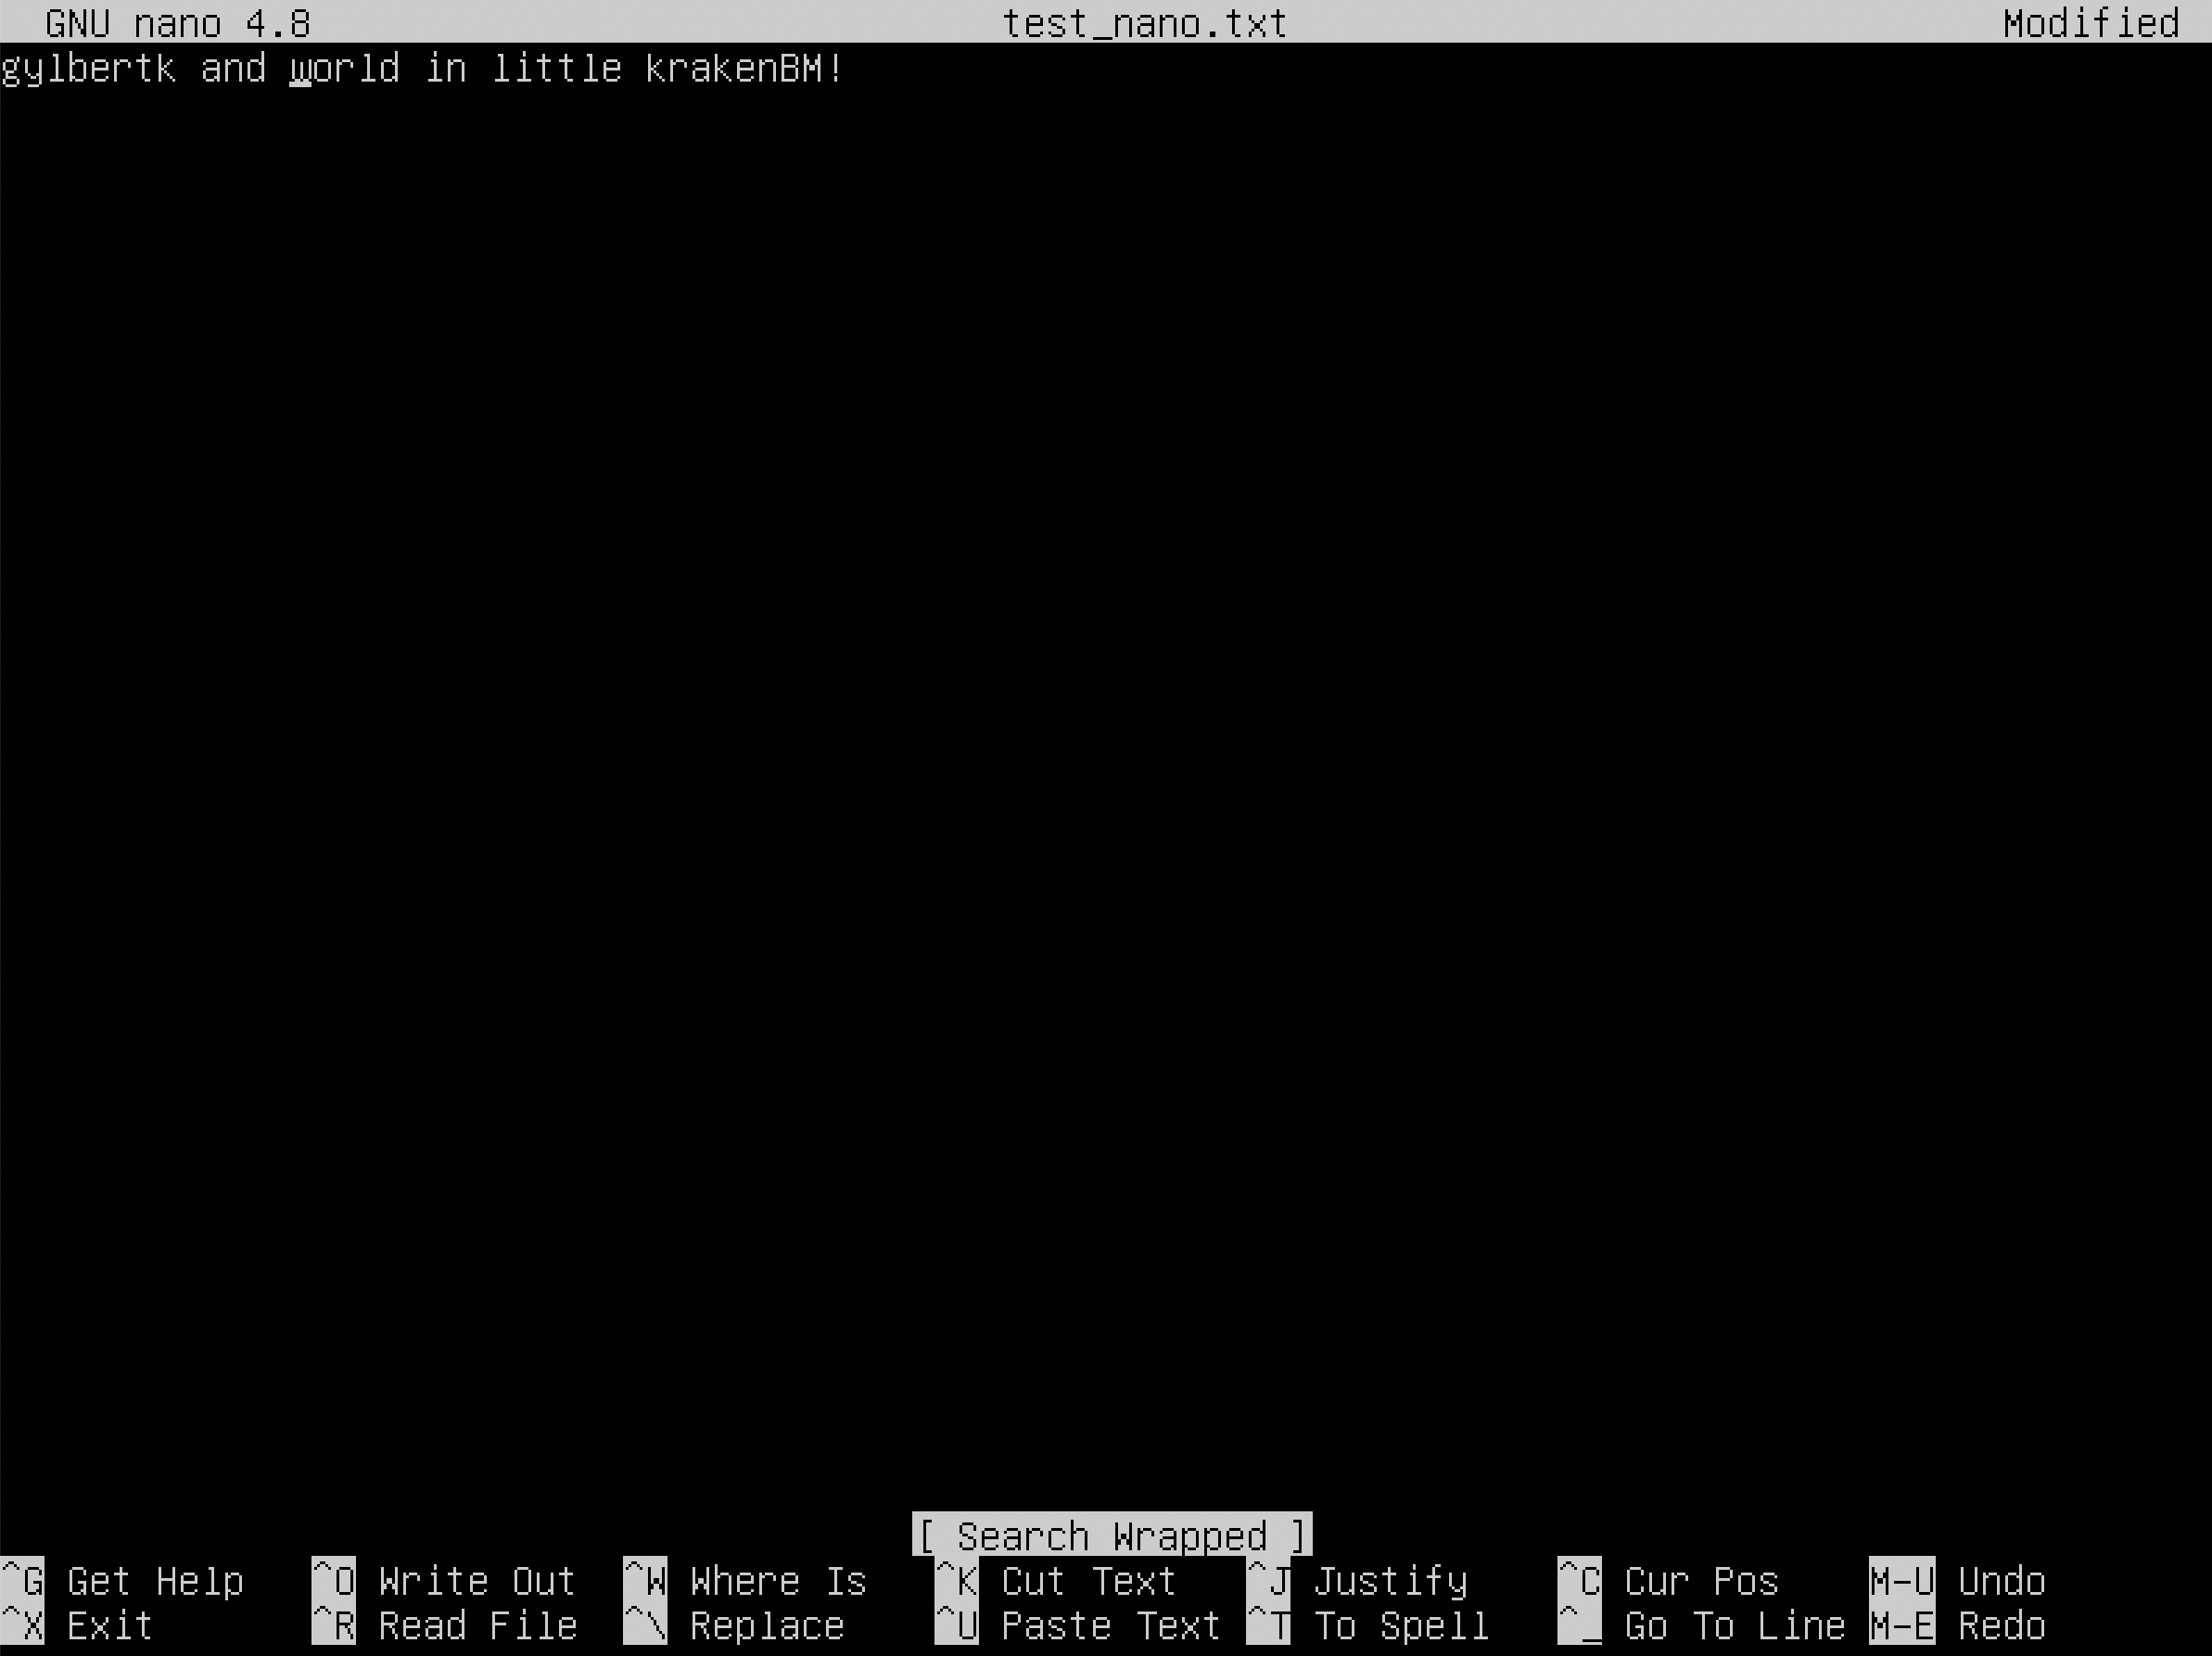 GNU nano 4.8 test_nano.txt Modified
gylbertk and world in little krakenBM!
[ Search Wrapped ]
^G Get Help ^O Write Out ^W Where Is ^K Cut Text ^J Justify ^C Cur Pos M-U Undo
^X Exit ^R Read File ^\ Replace ^U Paste Text ^T To Spell ^_ Go To Line M-E Redo